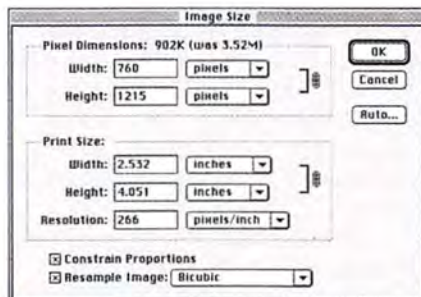 Image Size
Pixel Dimensions: 902K (was 3.52M)
OK
Width: 760 pixels
Cancel
Height: 1215 pixels
Auto...
Print Size:
Width: 2.532 inches
Height: 4.051 inches
Resolution: 266 pixels/inch
Constrain Proportions
Resample Image: Bicubic